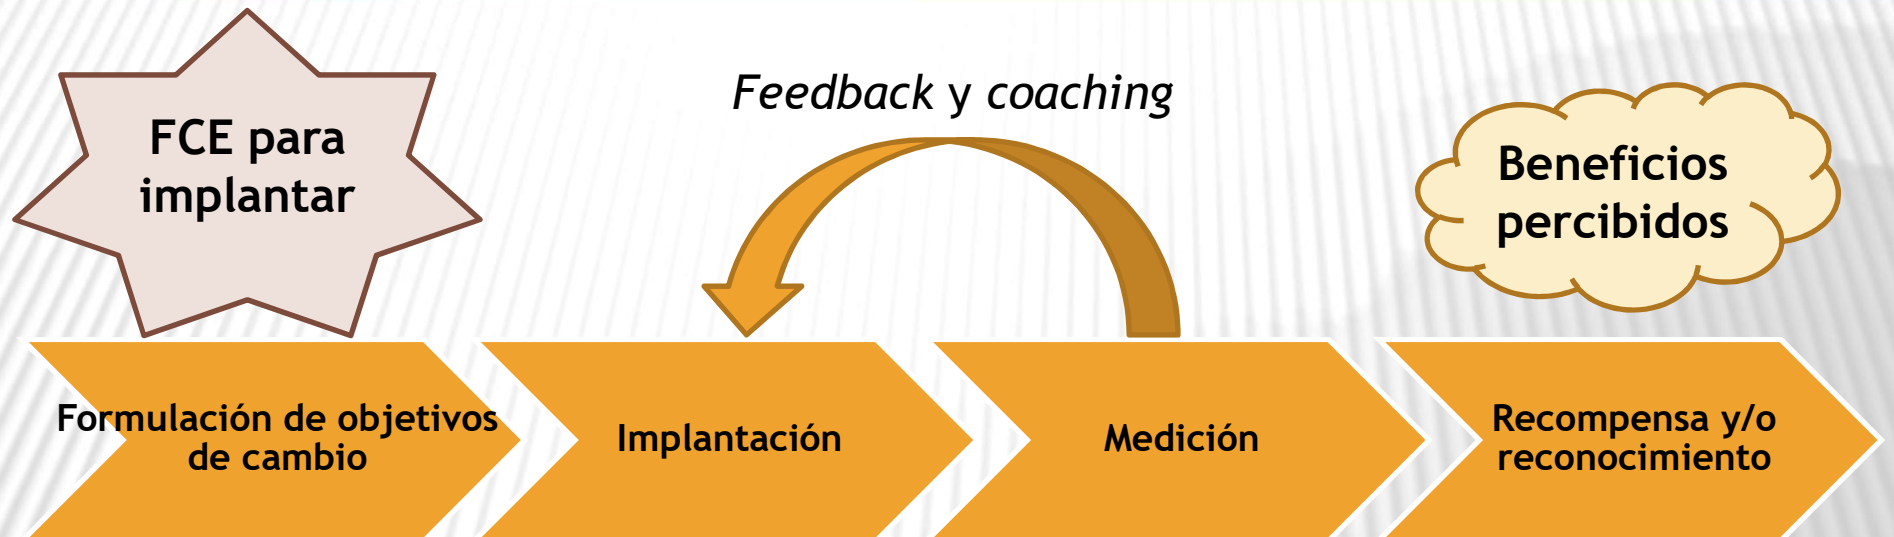 FCE para
implantar
Feedback y coaching
Beneficios
percibidos
Formulación de objetivos
de cambio
Implantación
Medición
Recompensa y/o
reconocimiento